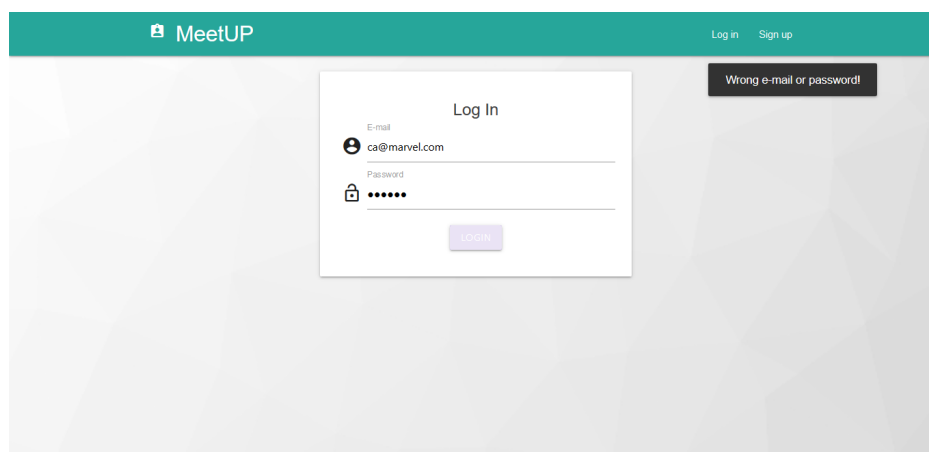 MeetUP
Log in Sign up
Wrong e-mail or password!
Log In
E-mail
ca@marvel.com
Password
••••••
LOGIN